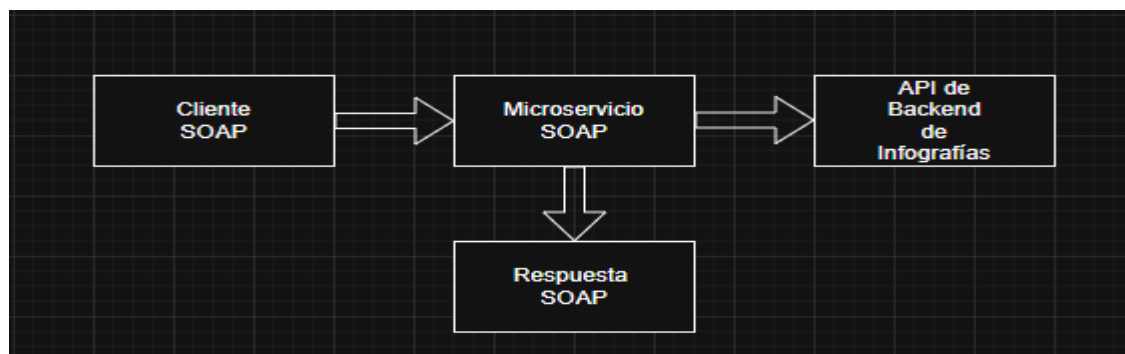 Cliente
SOAP
Microservicio
SOAP
API de
Backend
de
Infografías
Respuesta
SOAP